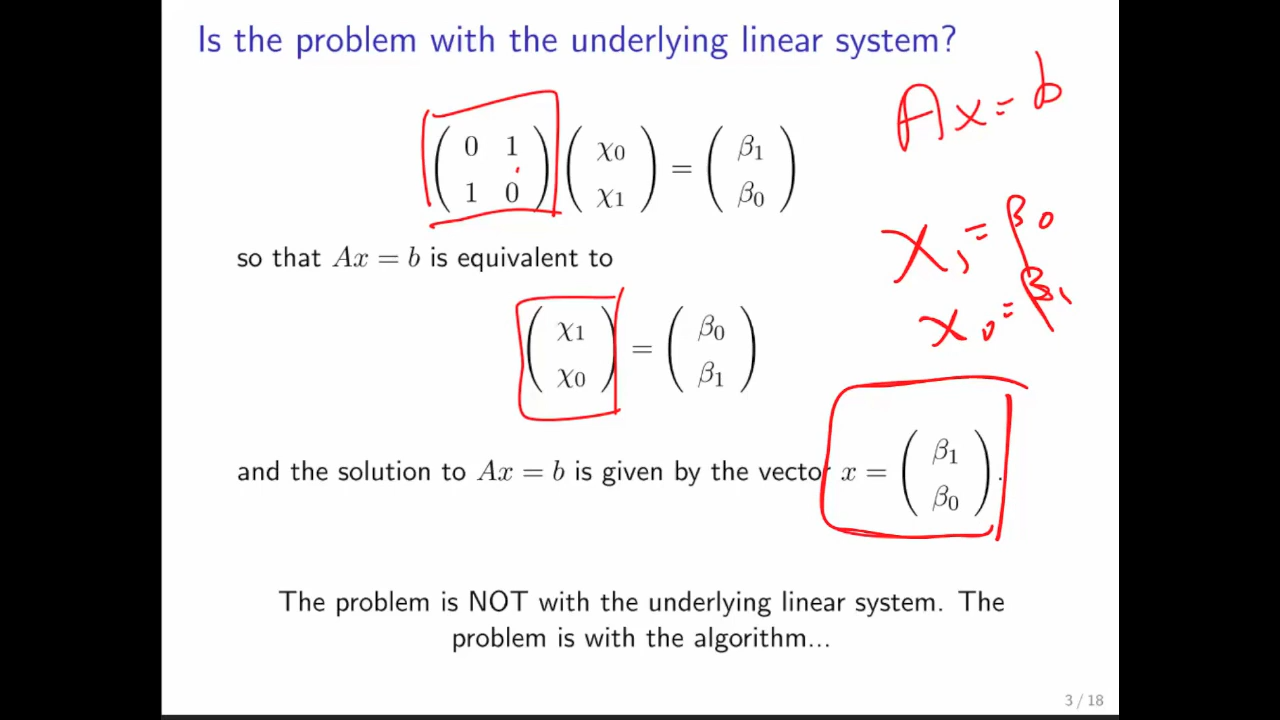 Is the problem with the underlying linear system?
Ax = b
( 0 1 ; 1 0 ) ( χ0 ; χ1 ) = ( β1 ; β0 )
χ1 = β0
so that Ax = b is equivalent to
χ0 = β1
( χ1 ; χ0 ) = ( β0 ; β1 )
and the solution to Ax = b is given by the vector x = ( β1 ; β0 ).
The problem is NOT with the underlying linear system. The
problem is with the algorithm...
3 / 18